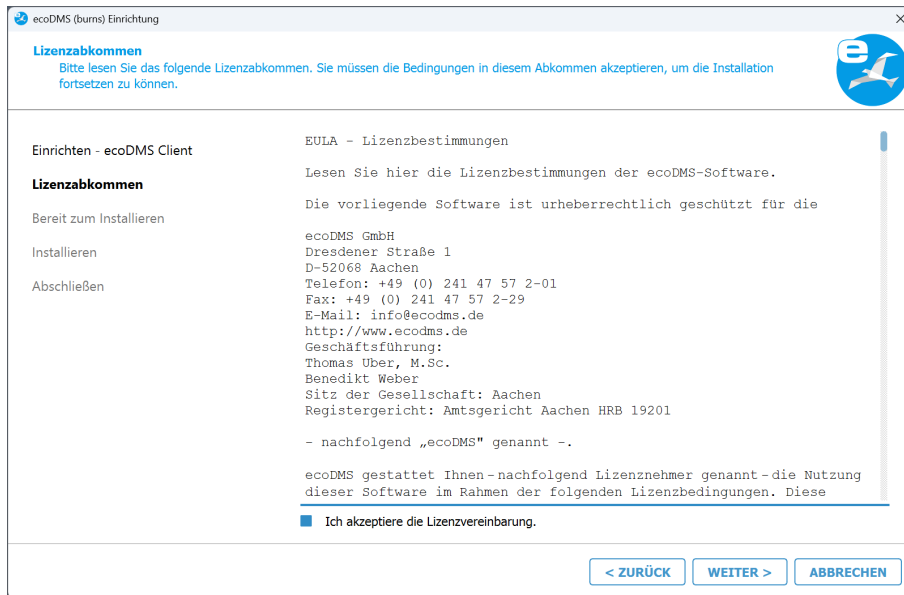 ecoDMS (burns) Einrichtung
Lizenzabkommen
Bitte lesen Sie das folgende Lizenzabkommen. Sie müssen die Bedingungen in diesem Abkommen akzeptieren, um die Installation
fortsetzen zu können.
e
Einrichten - ecoDMS Client
Lizenzabkommen
Bereit zum Installieren
Installieren
Abschließen
EULA - Lizenzbestimmungen
Lesen Sie hier die Lizenzbestimmungen der ecoDMS-Software.
Die vorliegende Software ist urheberrechtlich geschützt für die
ecoDMS GmbH
Dresdener Straße 1
D-52068 Aachen
Telefon: +49 (0) 241 47 57 2-01
Fax: +49 (0) 241 47 57 2-29
E-Mail: info@ecodms.de
http://www.ecodms.de
Geschäftsführung:
Thomas Uber, M.Sc.
Benedikt Weber
Sitz der Gesellschaft: Aachen
Registergericht: Amtsgericht Aachen HRB 19201
- nachfolgend „ecoDMS" genannt -.
ecoDMS gestattet Ihnen – nachfolgend Lizenznehmer genannt – die Nutzung
dieser Software im Rahmen der folgenden Lizenzbedingungen. Diese
Ich akzeptiere die Lizenzvereinbarung.
< ZURÜCK
WEITER >
ABBRECHEN